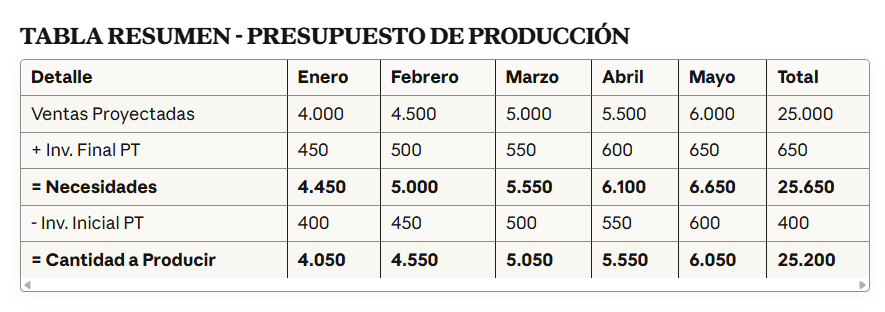 TABLA RESUMEN - PRESUPUESTO DE PRODUCCIÓN
Detalle Enero Febrero Marzo Abril Mayo Total
Ventas Proyectadas 4.000 4.500 5.000 5.500 6.000 25.000
+ Inv. Final PT 450 500 550 600 650 650
= Necesidades 4.450 5.000 5.550 6.100 6.650 25.650
- Inv. Inicial PT 400 450 500 550 600 400
= Cantidad a Producir 4.050 4.550 5.050 5.550 6.050 25.200